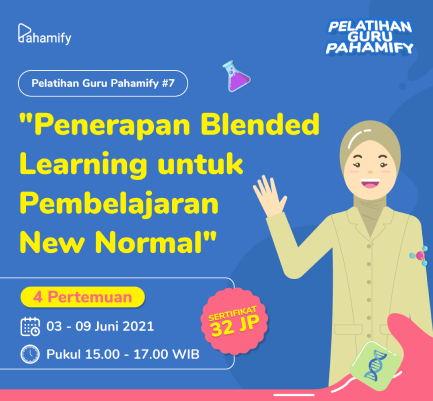 Pahamify
PELATIHAN
GURU
PAHAMIFY
Pelatihan Guru Pahamify #7
"Penerapan Blended
Learning untuk
Pembelajaran
New Normal"
4 Pertemuan
03 - 09 Juni 2021
Pukul 15.00 - 17.00 WIB
SERTIFIKAT
32 JP